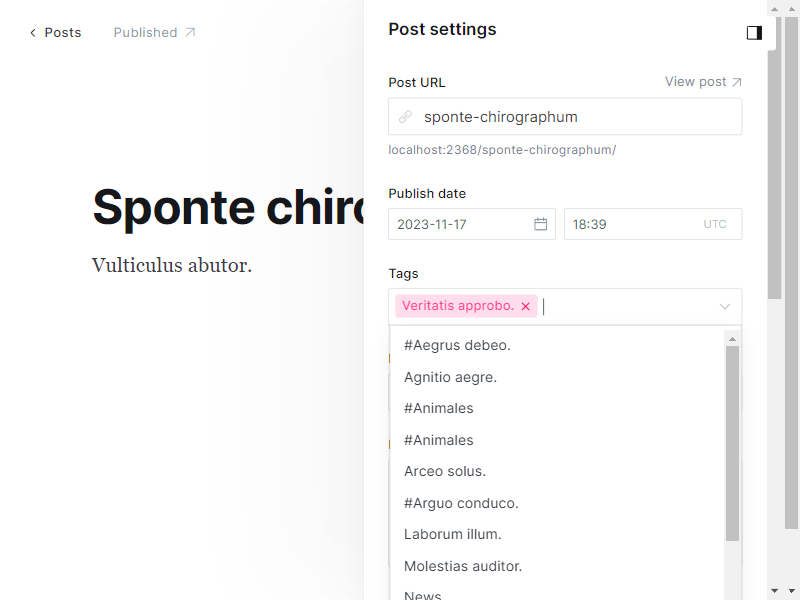 Posts
Published
Post settings
Post URL
View post
sponte-chirographum
localhost:2368/sponte-chirographum/
Sponte chiro
Vulticulus abutor.
Publish date
2023-11-17
18:39
UTC
Tags
Veritatis approbo.
#Aegrus debeo.
Agnitio aegre.
#Animales
#Animales
Arceo solus.
#Arguo conduco.
Laborum illum.
Molestias auditor.
News